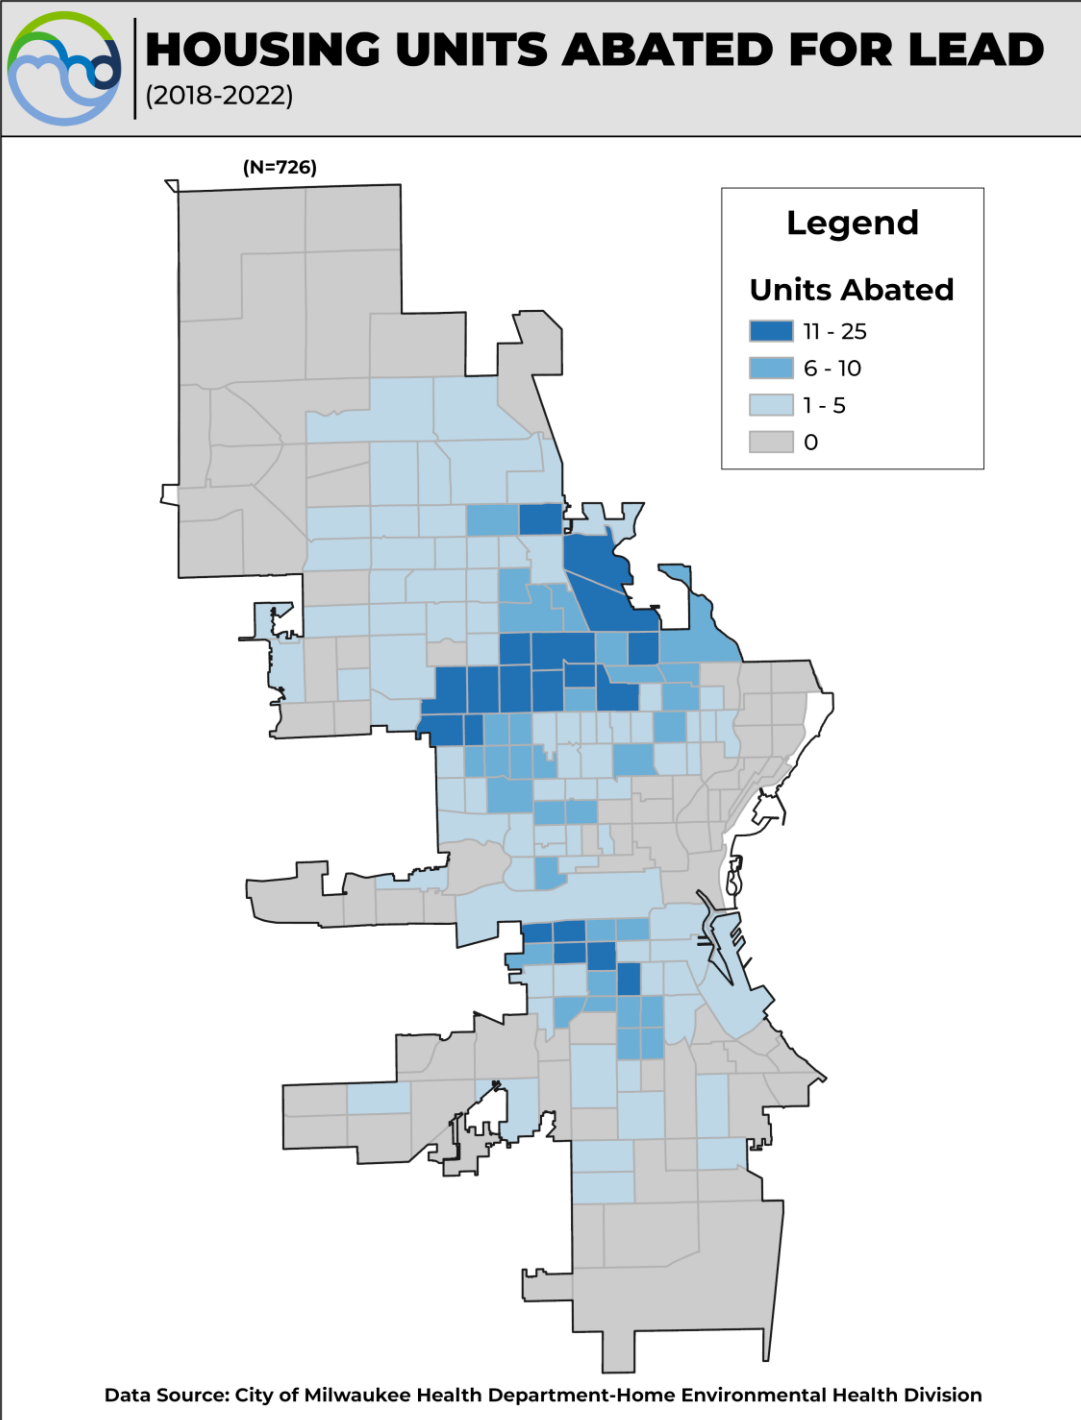 mhd
HOUSING UNITS ABATED FOR LEAD
(2018-2022)
(N=726)
Legend
Units Abated
11 - 25
6 - 10
1 - 5
0
Data Source: City of Milwaukee Health Department-Home Environmental Health Division